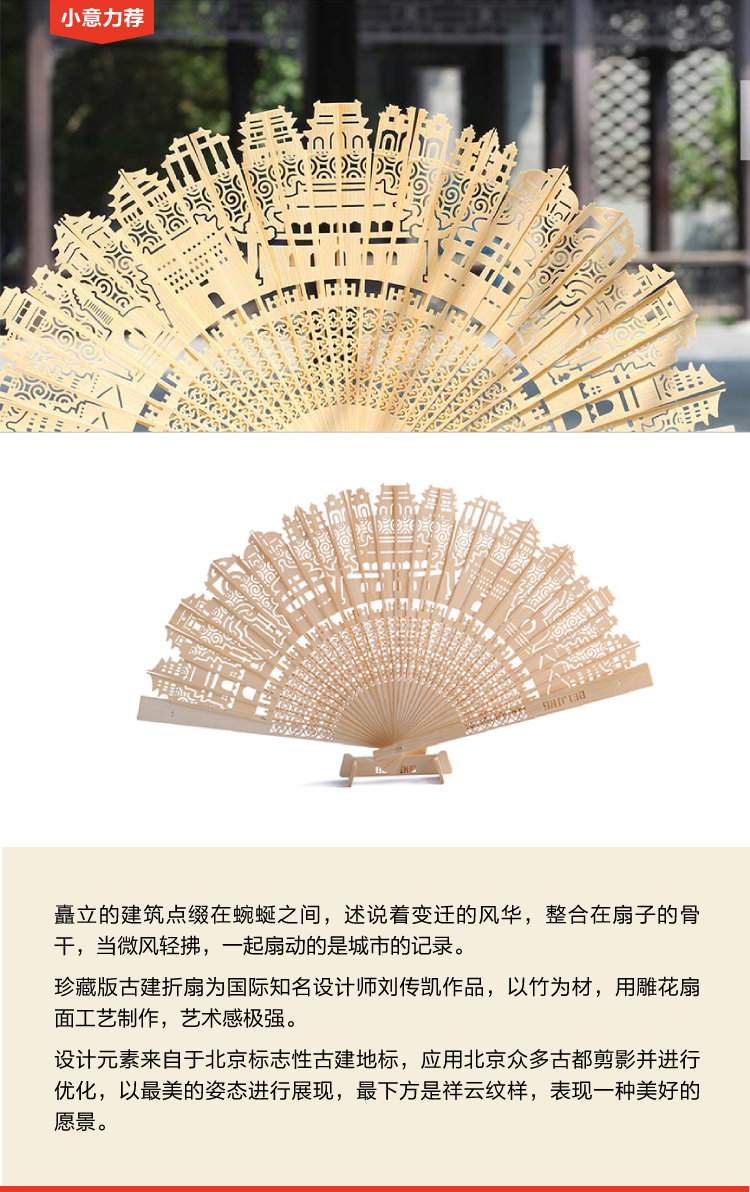 小意力荐
BEIJING
矗立的建筑点缀在蜿蜒之间，述说着变迁的风华，整合在扇子的骨
干，当微风轻拂，一起扇动的是城市的记录。
珍藏版古建折扇为国际知名设计师刘传凯作品，以竹为材，用雕花扇
面工艺制作，艺术感极强。
设计元素来自于北京标志性古建地标，应用北京众多古都剪影并进行
优化，以最美的姿态进行展现，最下方是祥云纹样，表现一种美好的
愿景。